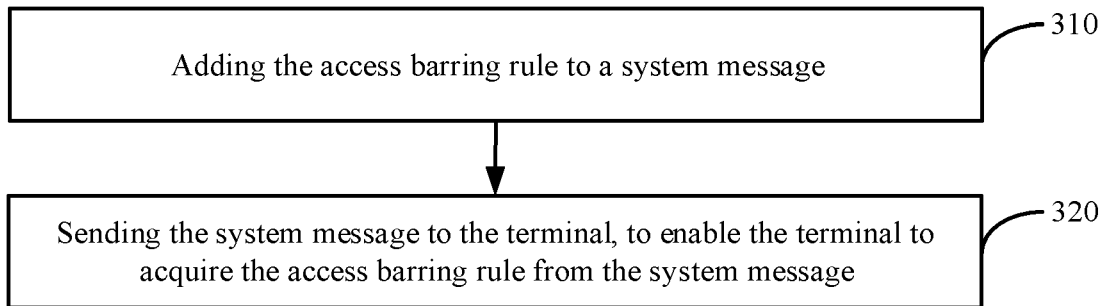 310
Adding the access barring rule to a system message
320
Sending the system message to the terminal, to enable the terminal to
acquire the access barring rule from the system message